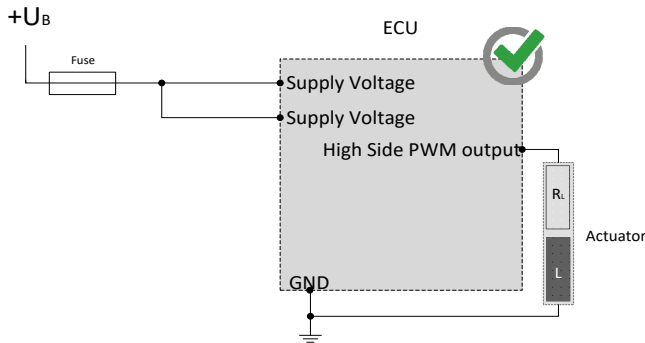 +UB
ECU
Fuse
Supply Voltage
Supply Voltage
High Side PWM output
RL
Actuator
L
GND